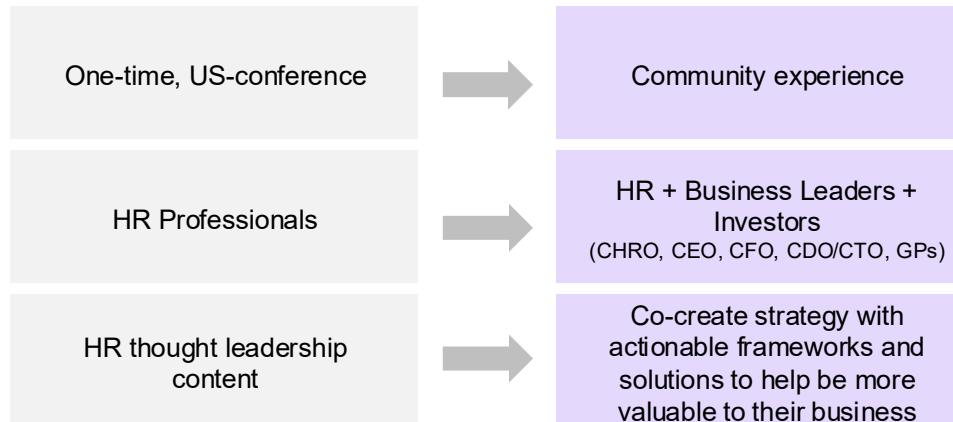 One-time, US-conference
Community experience
HR Professionals
HR + Business Leaders +
Investors
(CHRO, CEO, CFO, CDO/CTO, GPs)
HR thought leadership
content
Co-create strategy with
actionable frameworks and
solutions to help be more
valuable to their business